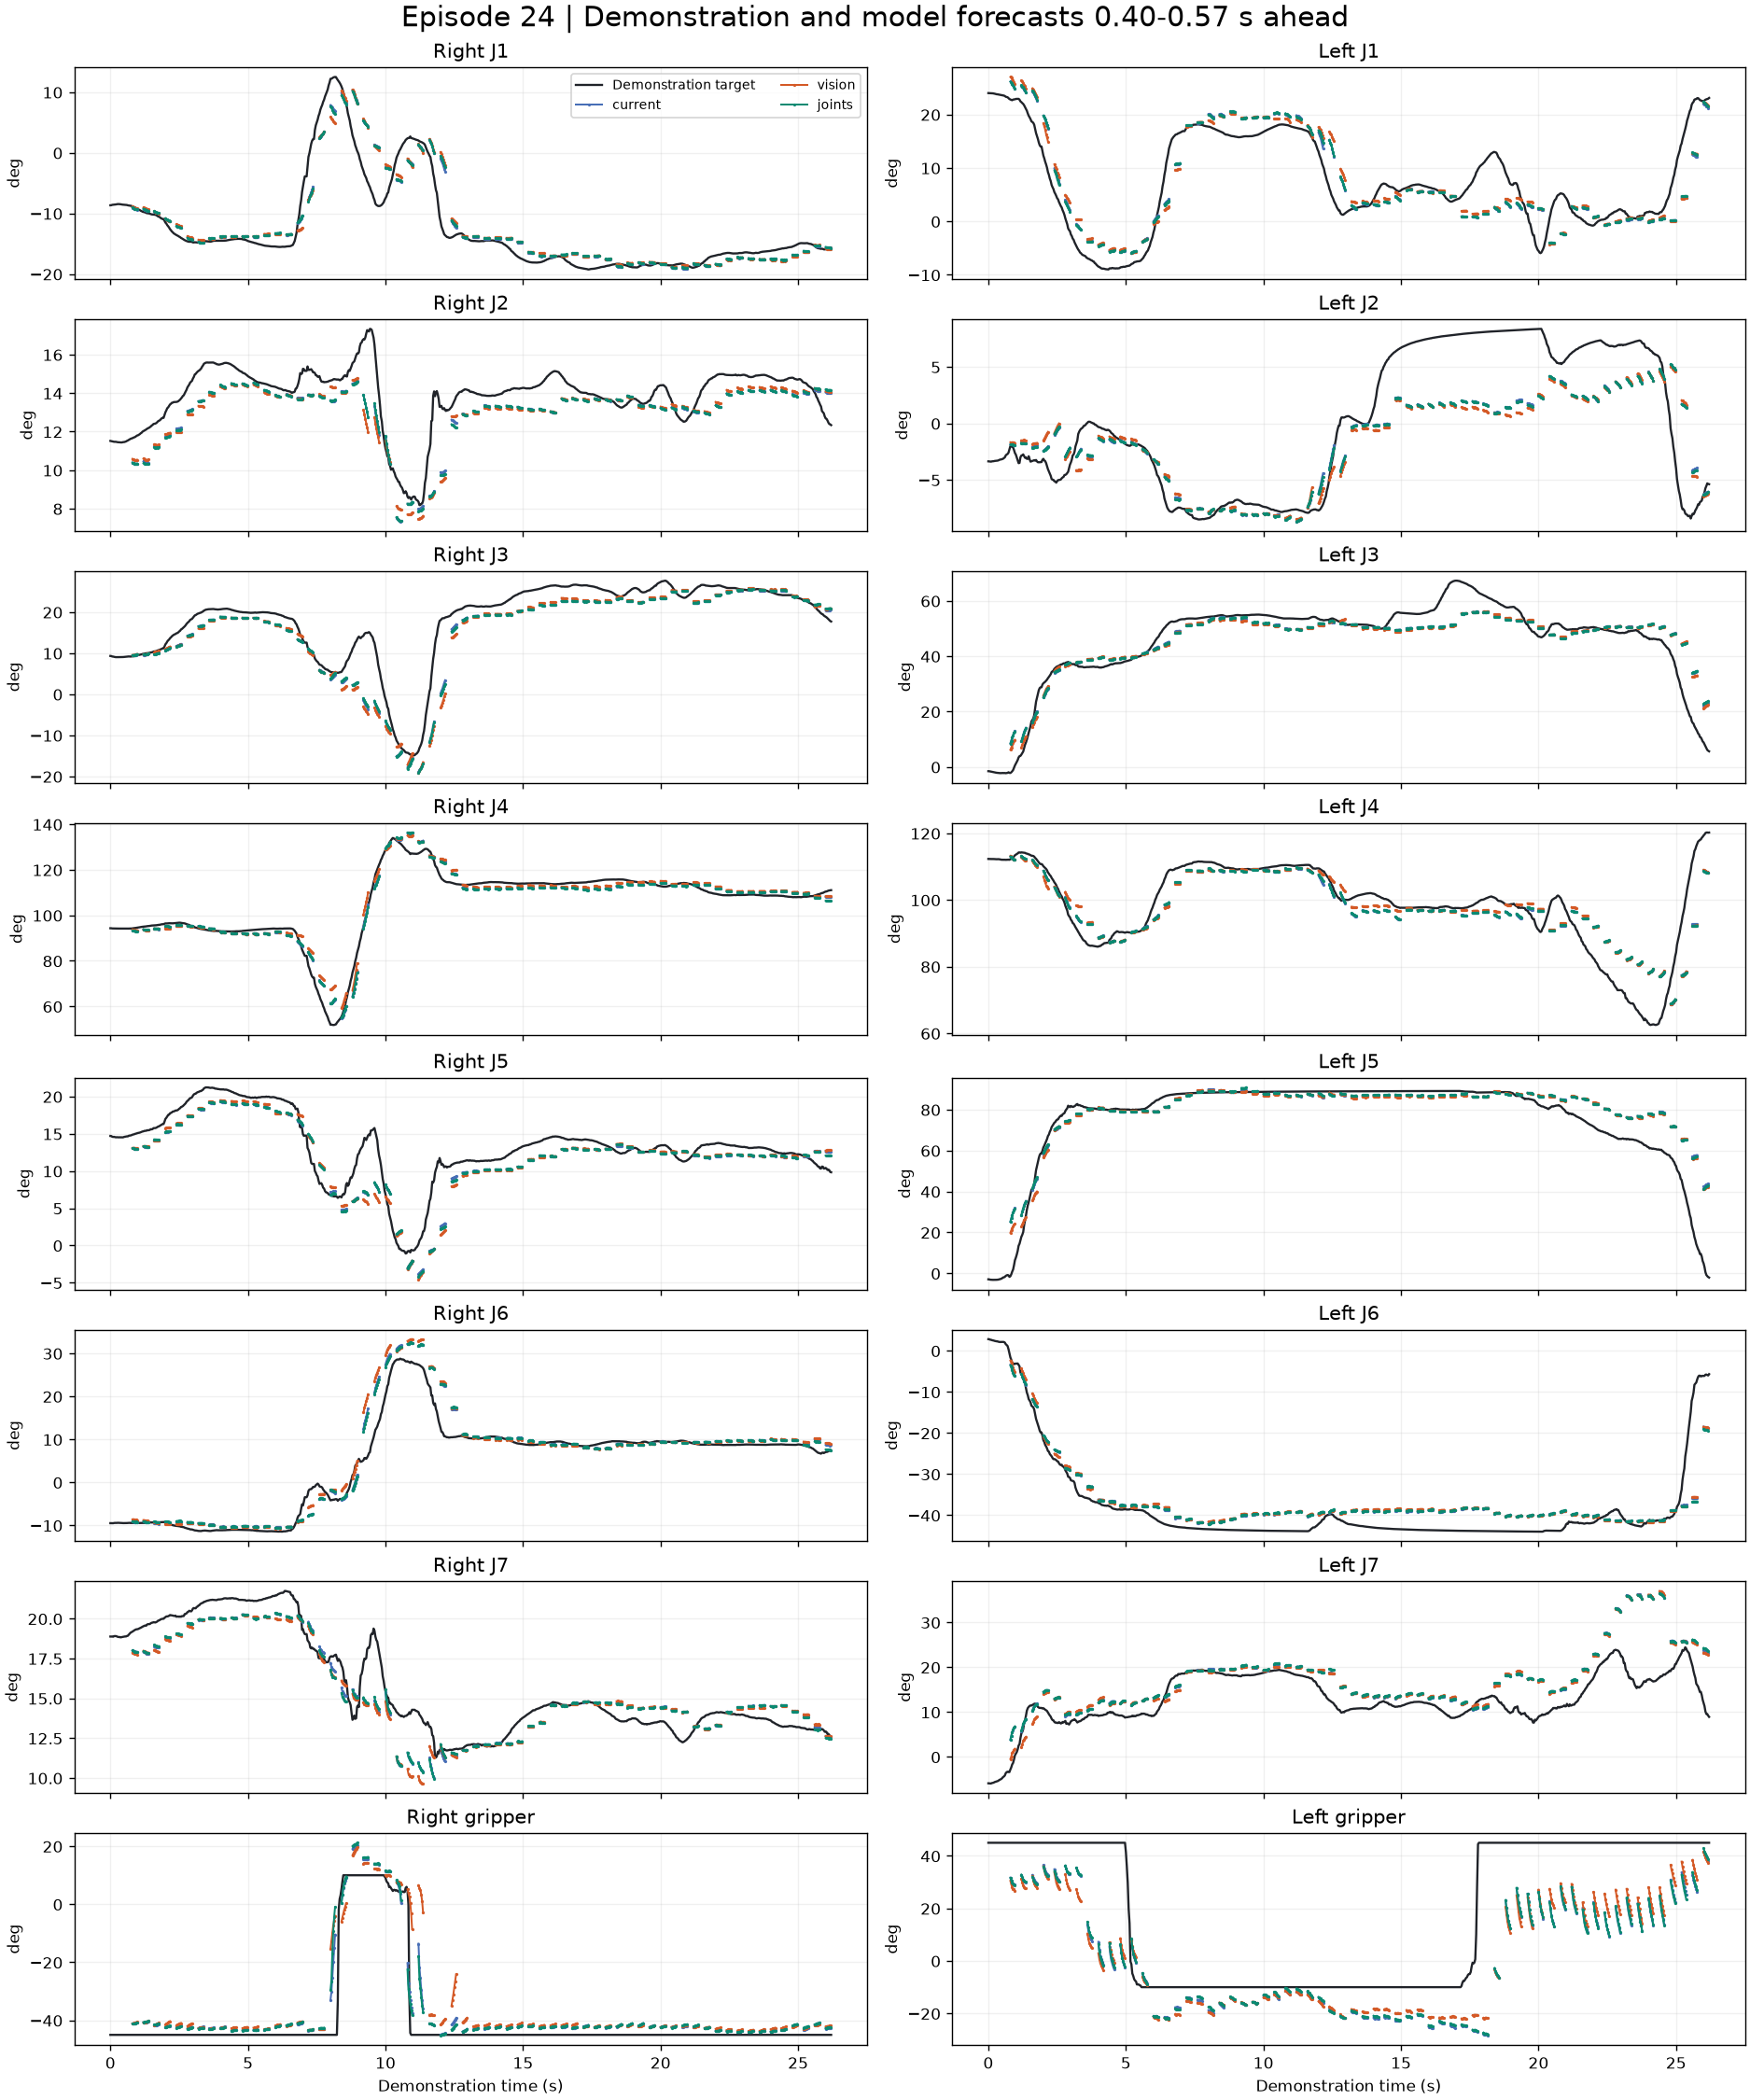 Episode 24 | Demonstration and model forecasts 0.40-0.57 s ahead
Right J1
Left J1
Demonstration target
current
vision
joints
deg
10
0
−10
−20
deg
20
10
0
−10
Right J2
Left J2
deg
16
14
12
10
8
deg
5
0
−5
Right J3
Left J3
deg
20
10
0
−10
−20
deg
60
40
20
0
Right J4
Left J4
deg
140
120
100
80
60
deg
120
100
80
60
Right J5
Left J5
deg
20
15
10
5
0
−5
deg
80
60
40
20
0
Right J6
Left J6
deg
30
20
10
0
−10
deg
0
−10
−20
−30
−40
Right J7
Left J7
deg
20.0
17.5
15.0
12.5
10.0
deg
30
20
10
0
Right gripper
Left gripper
deg
20
0
−20
−40
deg
40
20
0
−20
0 5 10 15 20 25
0 5 10 15 20 25
Demonstration time (s)
Demonstration time (s)